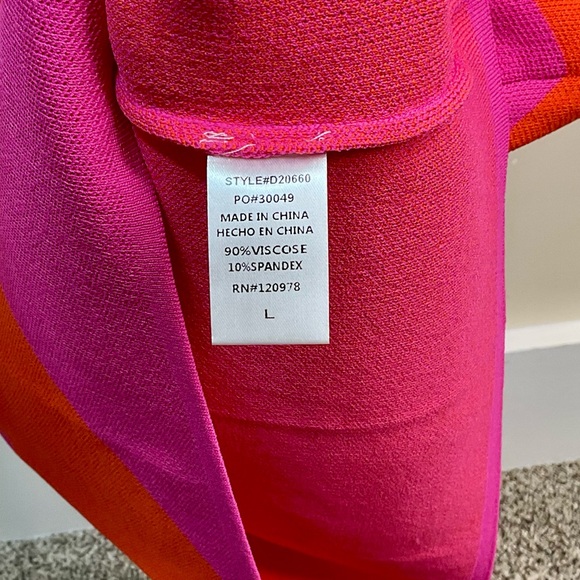 STYLE#D20660
PO#30049
MADE IN CHINA
HECHO EN CHINA
90%VISCOSE
10%SPANDEX
RN#120978
L